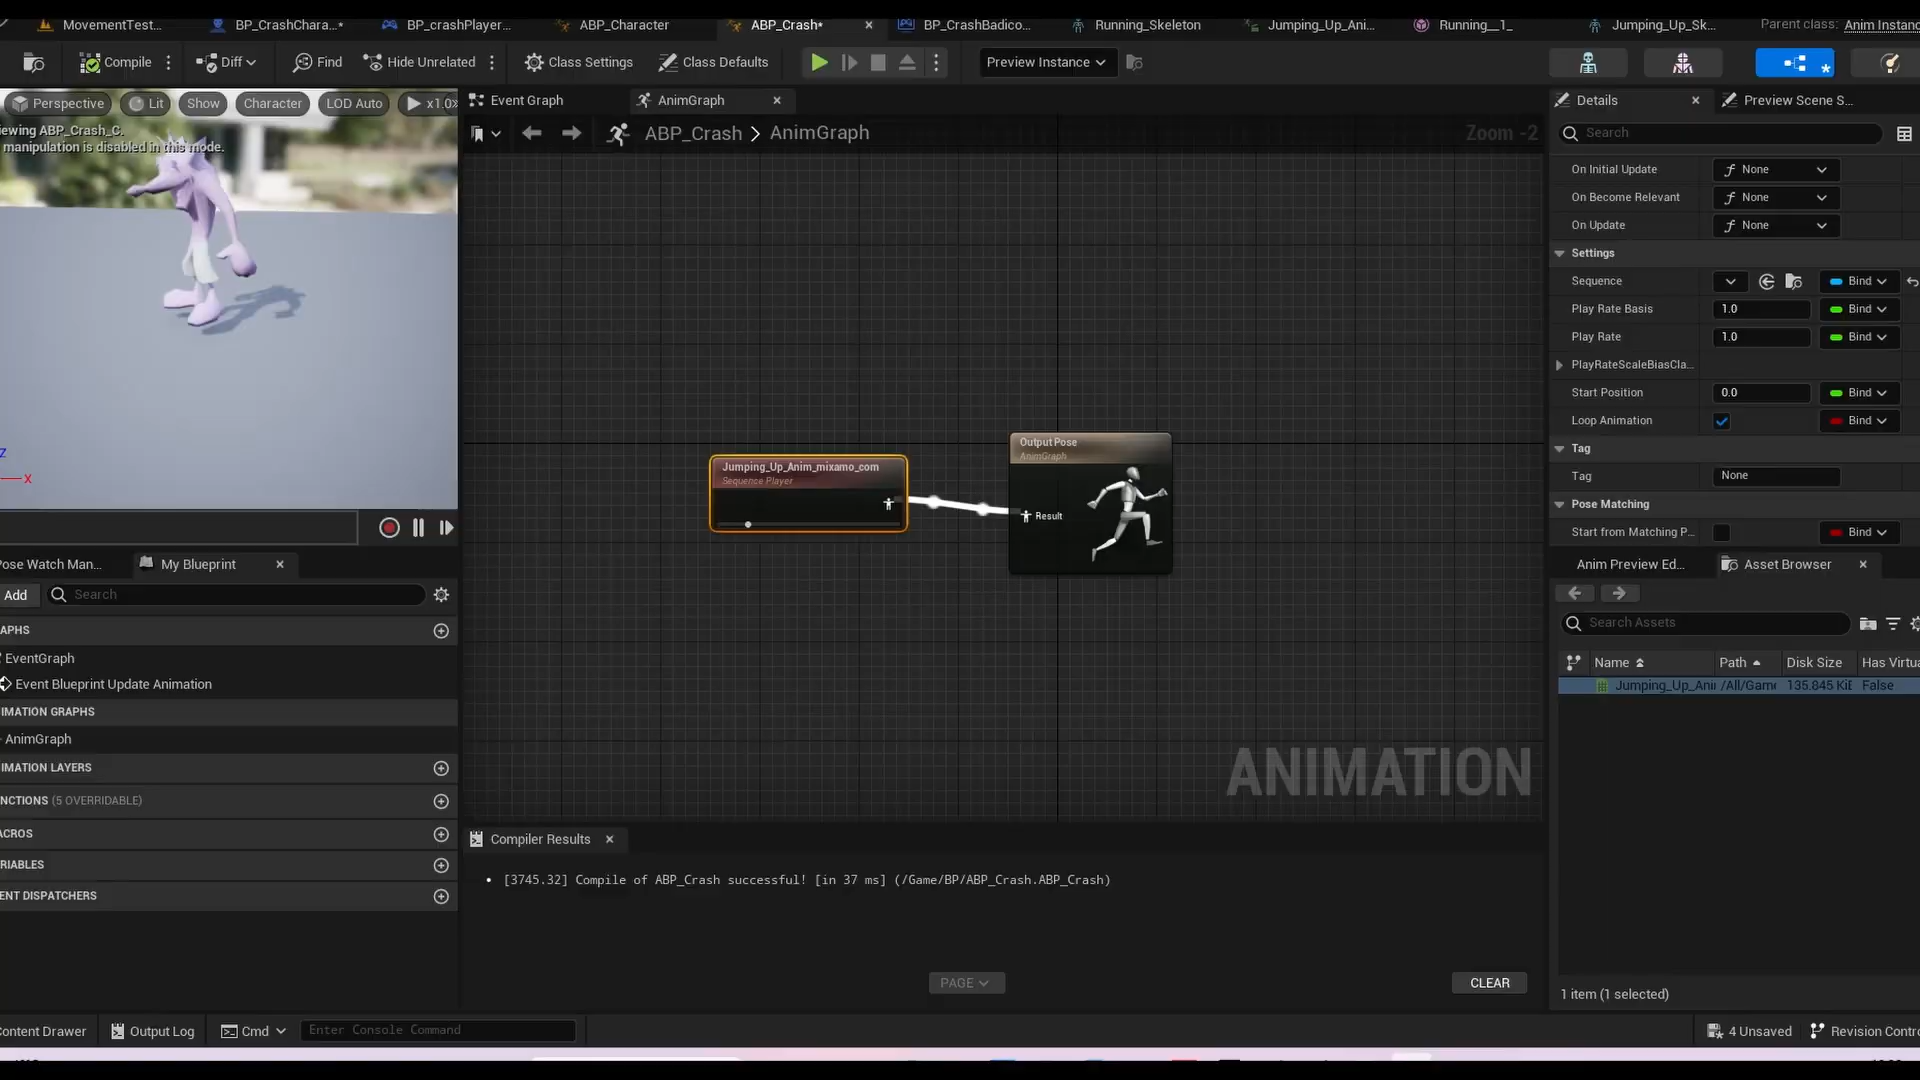 MovementTest...
BP_CrashChara...*
BP_crashPlayer...
ABP_Character
ABP_Crash*
BP_CrashBadico...
Running_Skeleton
Jumping_Up_Ani...
Running__1_
Jumping_Up_Sk...
Parent class: Anim Instanc
Compile
Diff
Find
Hide Unrelated
Class Settings
Class Defaults
Preview Instance
Perspective
Lit
Show
Character
LOD Auto
x1.0
iewing ABP_Crash_C.
manipulation is disabled in this mode.
Z
X
Event Graph
AnimGraph
ABP_Crash > AnimGraph
Zoom -2
Jumping_Up_Anim_mixamo_com
Sequence Player
Output Pose
AnimGraph
Result
ANIMATION
Pose Watch Man...
My Blueprint
Add
Search
APHS
EventGraph
Event Blueprint Update Animation
IMATION GRAPHS
AnimGraph
IMATION LAYERS
NCTIONS (5 OVERRIDABLE)
ACROS
RIABLES
ENT DISPATCHERS
Compiler Results
[3745.32] Compile of ABP_Crash successful! [in 37 ms] (/Game/BP/ABP_Crash.ABP_Crash)
PAGE
CLEAR
Details
Preview Scene S...
Search
On Initial Update
None
On Become Relevant
None
On Update
None
Settings
Sequence
Bind
Play Rate Basis
1.0
Bind
Play Rate
1.0
Bind
PlayRateScaleBiasCla...
Start Position
0.0
Bind
Loop Animation
Bind
Tag
Tag
None
Pose Matching
Start from Matching P...
Bind
Anim Preview Ed...
Asset Browser
Search Assets
Name
Path
Disk Size
Has Virtu
Jumping_Up_Ani
/All/Game
135.845 KiE
False
1 item (1 selected)
ontent Drawer
Output Log
Cmd
Enter Console Command
4 Unsaved
Revision Contro